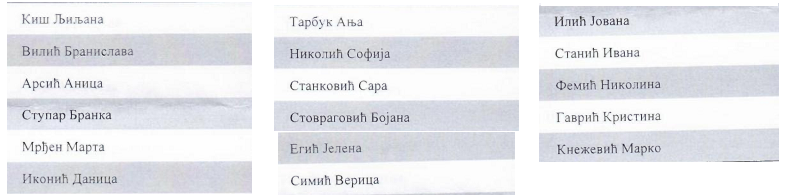 Киш Љиљана
Вилић Бранислава
Арсић Аница
Ступар Бранка
Мрђен Марта
Иконић Даница
Тарбук Ања
Николић Софија
Станковић Сара
Стовраговић Бојана
Егић Јелена
Симић Верица
Илић Јована
Станић Ивана
Фемић Николина
Гаврић Кристина
Кнежевић Марко